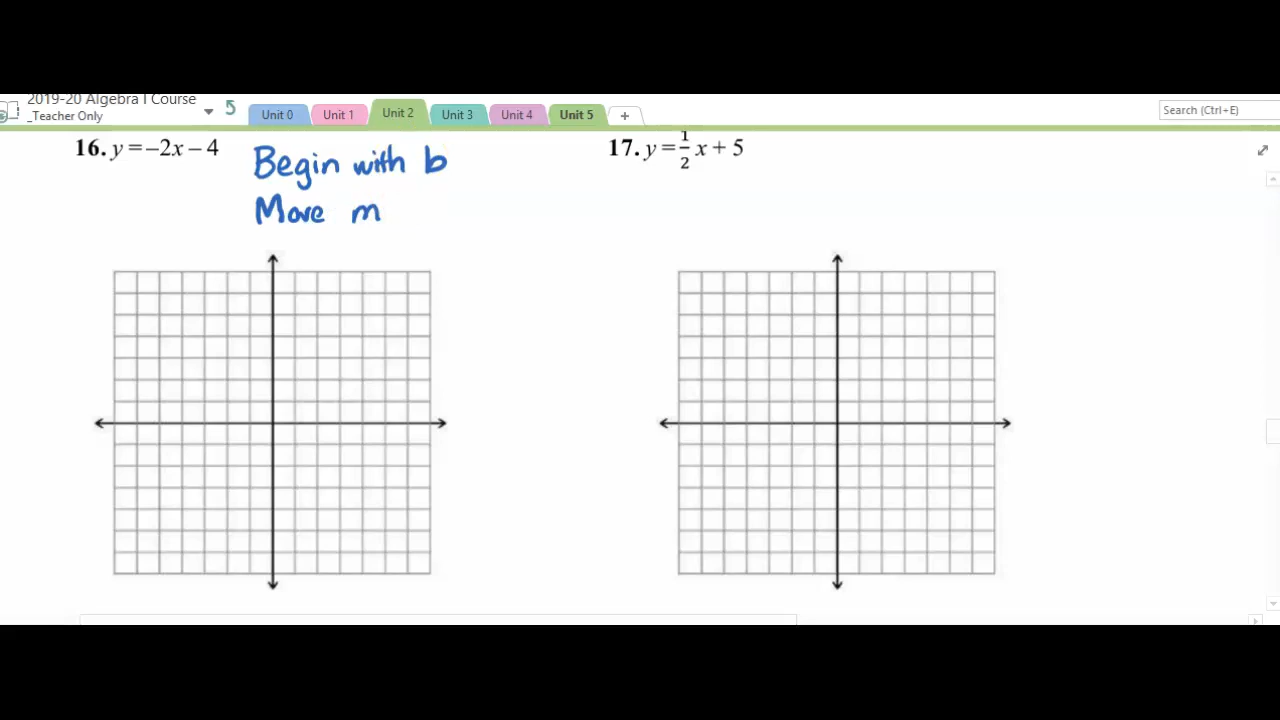 2019-20 Algebra I Course
_Teacher Only
Unit 0 Unit 1 Unit 2 Unit 3 Unit 4 Unit 5 +
Search (Ctrl+E)
16. y = –2x – 4
Begin with b
Move m
17. y = 1/2 x + 5